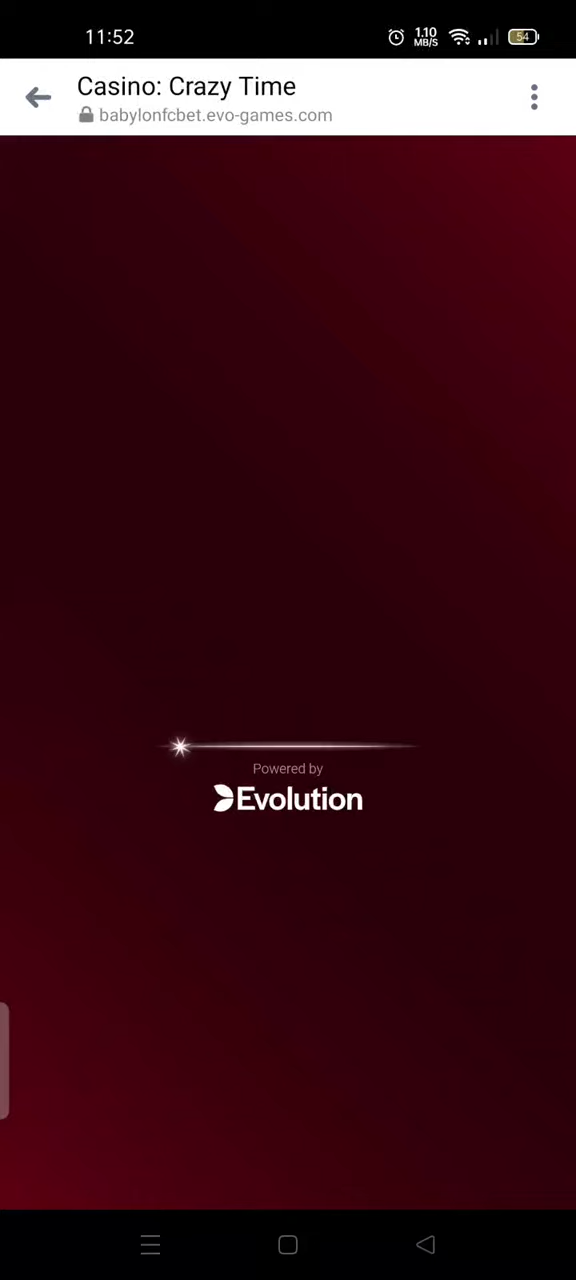 11:52
1.10
MB/S
54
Casino: Crazy Time
babylonfcbet.evo-games.com
Powered by
Evolution